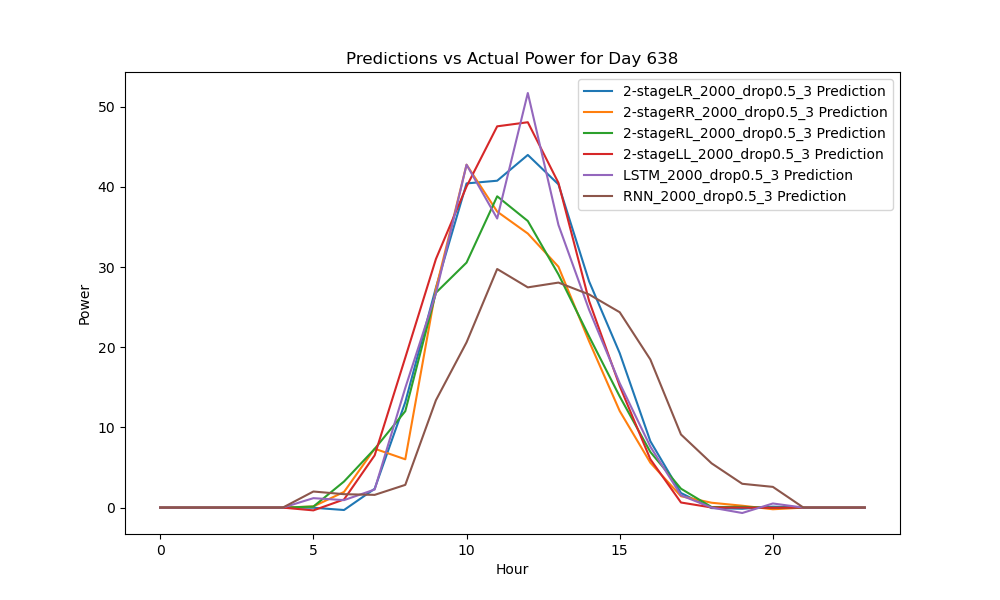 Predictions vs Actual Power for Day 638
2-stageLR_2000_drop0.5_3 Prediction
2-stageRR_2000_drop0.5_3 Prediction
2-stageRL_2000_drop0.5_3 Prediction
2-stageLL_2000_drop0.5_3 Prediction
LSTM_2000_drop0.5_3 Prediction
RNN_2000_drop0.5_3 Prediction
50
40
30
20
10
0
Power
0 5 10 15 20
Hour